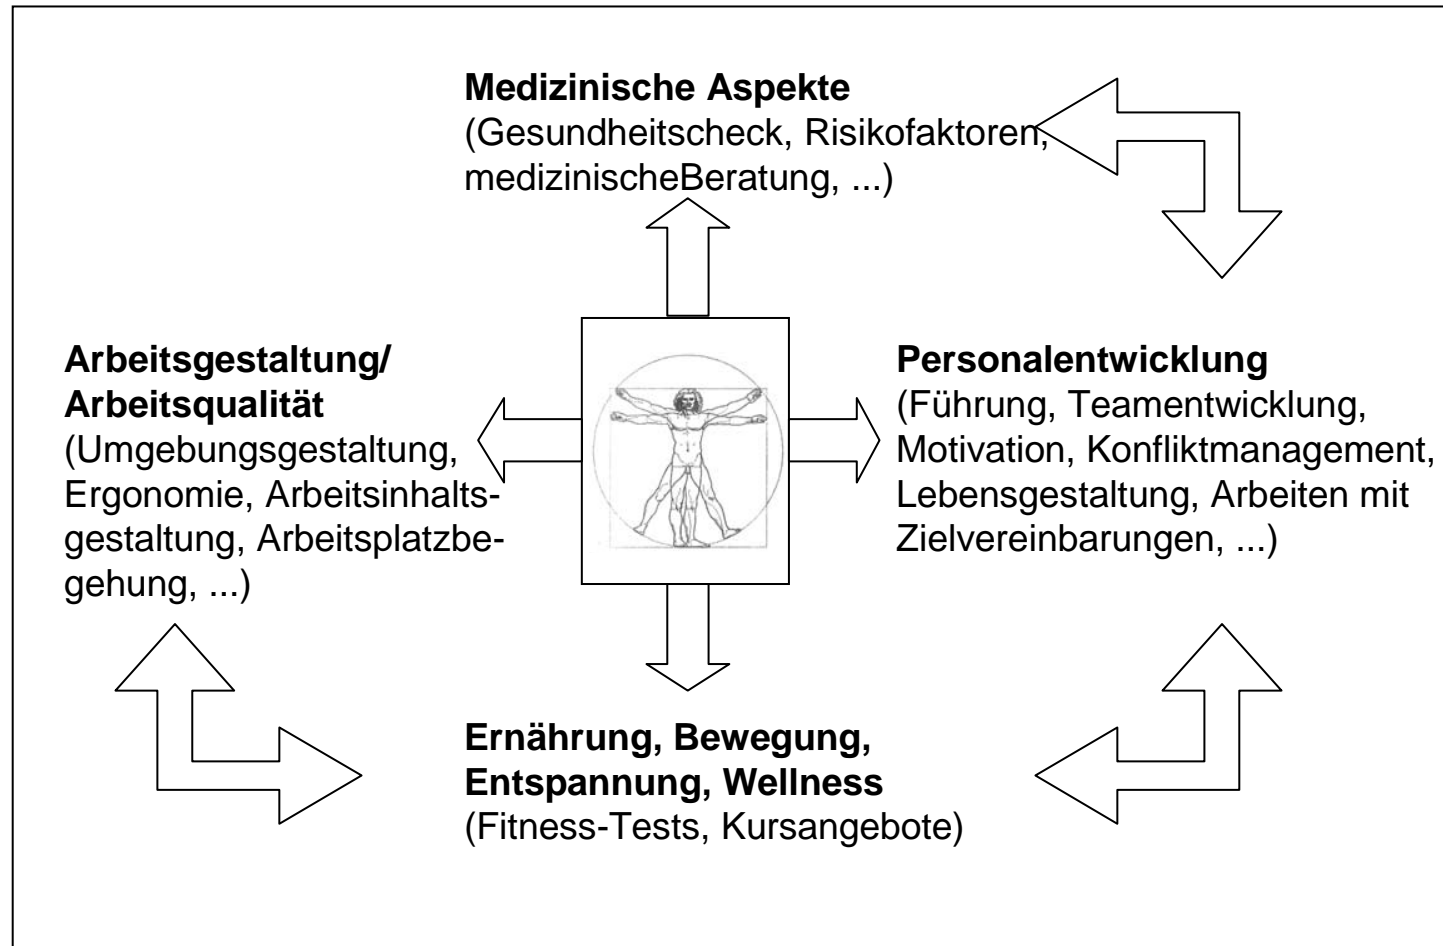 Medizinische Aspekte
(Gesundheitscheck, Risikofaktoren,
medizinischeBeratung, ...)
Arbeitsgestaltung/
Arbeitsqualität
(Umgebungsgestaltung,
Ergonomie, Arbeitsinhalts-
gestaltung, Arbeitsplatzbe-
gehung, ...)
Personalentwicklung
(Führung, Teamentwicklung,
Motivation, Konfliktmanagement,
Lebensgestaltung, Arbeiten mit
Zielvereinbarungen, ...)
Ernährung, Bewegung,
Entspannung, Wellness
(Fitness-Tests, Kursangebote)